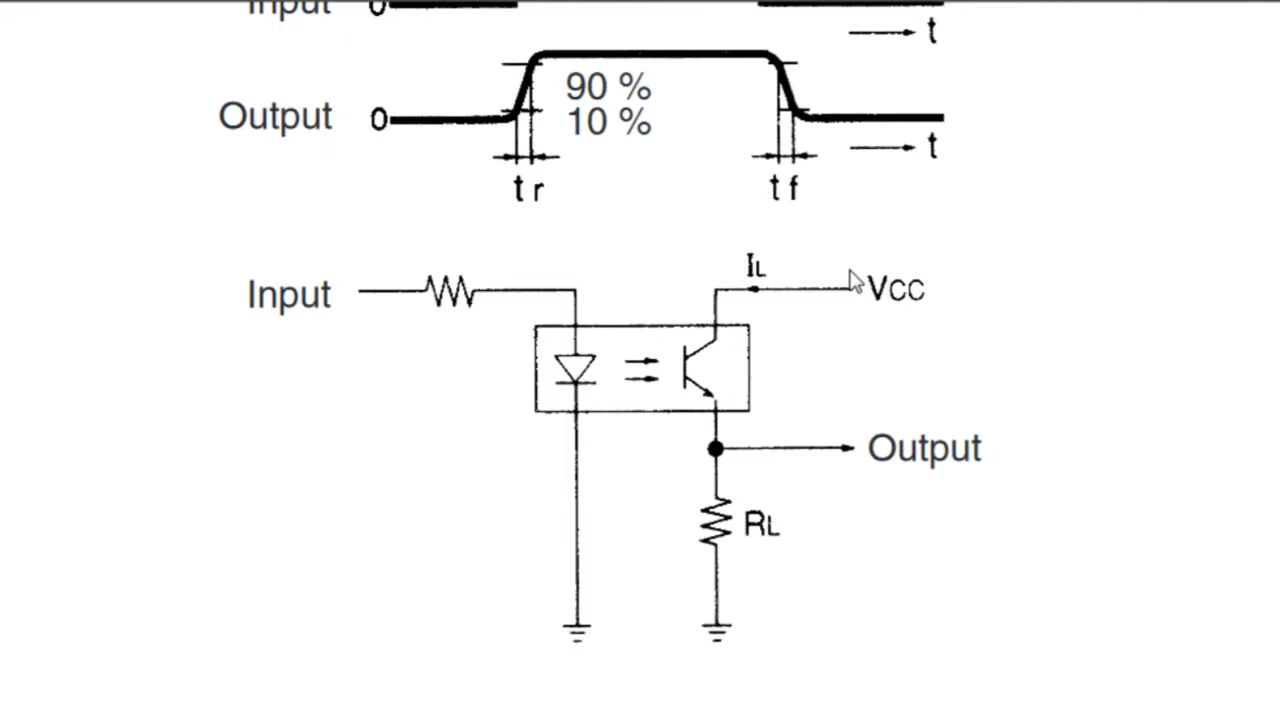 Input 0
t
90 %
Output 0 10 %
t
t r t f
IL
Input VCC
Output
RL